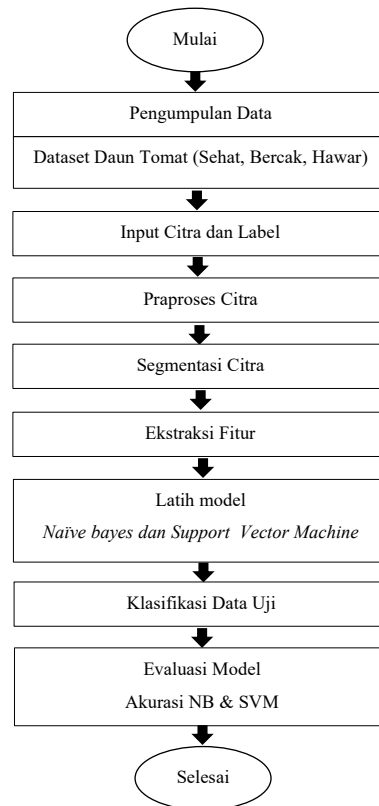 Mulai
Pengumpulan Data
Dataset Daun Tomat (Sehat, Bercak, Hawar)
Input Citra dan Label
Praproses Citra
Segmentasi Citra
Ekstraksi Fitur
Latih model
Naïve bayes dan Support Vector Machine
Klasifikasi Data Uji
Evaluasi Model
Akurasi NB & SVM
Selesai